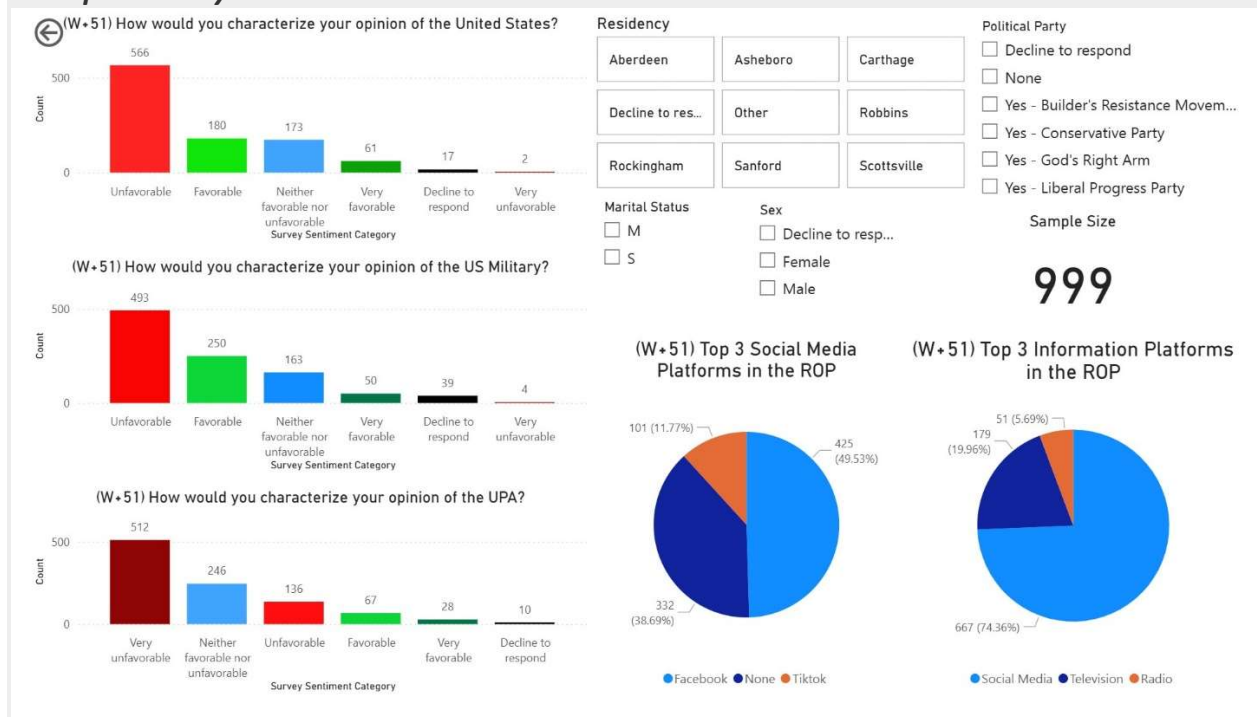 (W+51) How would you characterize your opinion of the United States?
566
180
173
61
17
2
500
0
Count
Unfavorable
Favorable
Neither
favorable nor
unfavorable
Very
favorable
Decline to
respond
Very
unfavorable
Survey Sentiment Category
(W+51) How would you characterize your opinion of the US Military?
493
250
163
50
39
4
500
0
Count
Unfavorable
Favorable
Neither
favorable nor
unfavorable
Very
favorable
Decline to
respond
Very
unfavorable
Survey Sentiment Category
(W+51) How would you characterize your opinion of the UPA?
512
246
136
67
28
10
500
0
Count
Very
unfavorable
Neither
favorable nor
unfavorable
Unfavorable
Favorable
Very
favorable
Decline to
respond
Survey Sentiment Category
Residency
Aberdeen
Asheboro
Carthage
Decline to res...
Other
Robbins
Rockingham
Sanford
Scottsville
Political Party
Decline to respond
None
Yes - Builder's Resistance Movem...
Yes - Conservative Party
Yes - God's Right Arm
Yes - Liberal Progress Party
Marital Status
M
S
Sex
Decline to resp...
Female
Male
Sample Size
999
(W+51) Top 3 Social Media
Platforms in the ROP
101 (11.77%)
425
(49.53%)
332
(38.69%)
Facebook None Tiktok
(W+51) Top 3 Information Platforms
in the ROP
51 (5.69%)
179
(19.96%)
667 (74.36%)
Social Media Television Radio